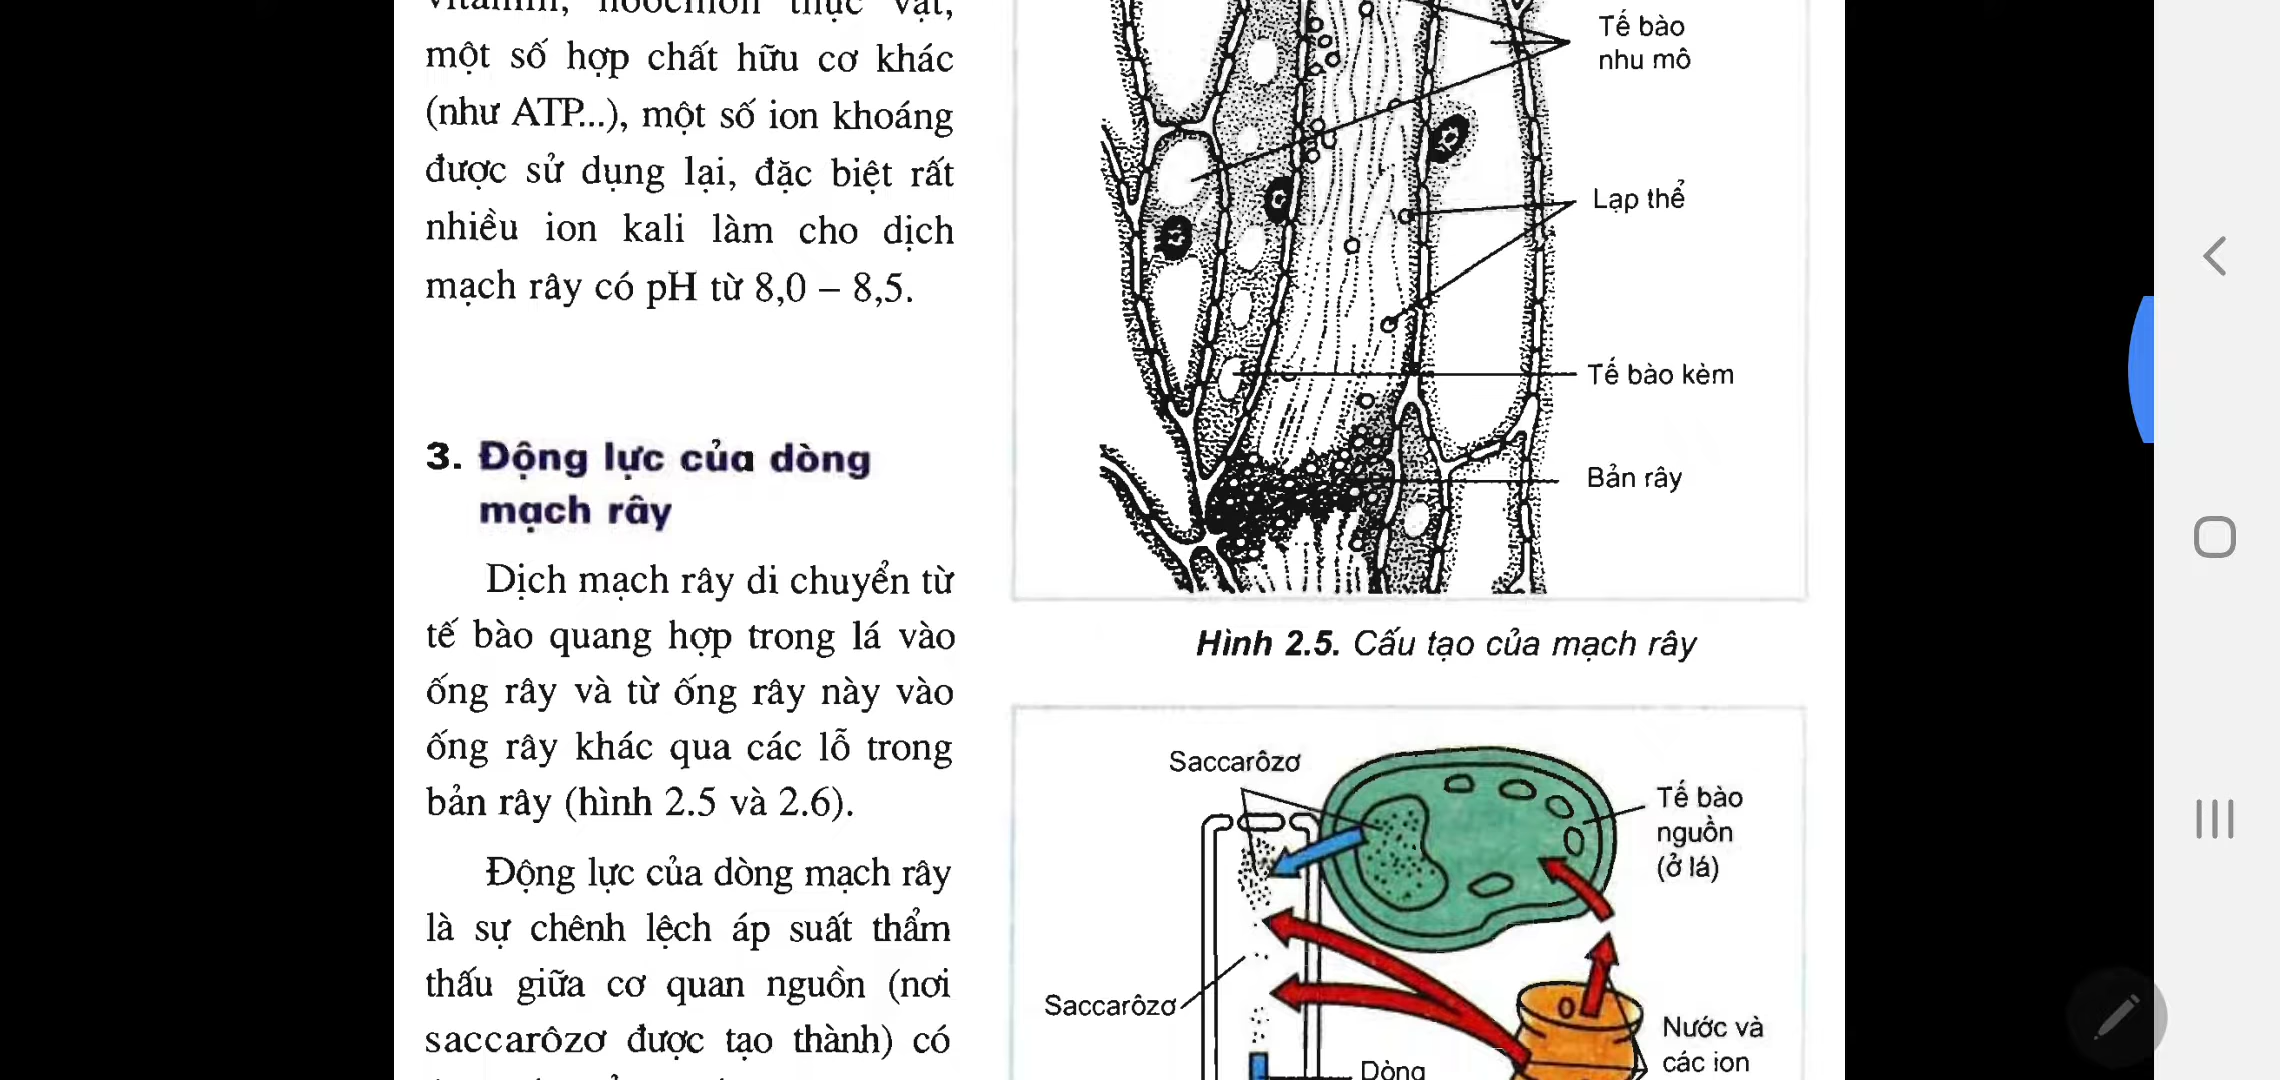 một số hợp chất hữu cơ khác
(như ATP...), một số ion khoáng
được sử dụng lại, đặc biệt rất
nhiều ion kali làm cho dịch
mạch rây có pH từ 8,0 – 8,5.
3. Động lực của dòng
mạch rây
Dịch mạch rây di chuyển từ
tế bào quang hợp trong lá vào
ống rây và từ ống rây này vào
ống rây khác qua các lỗ trong
bản rây (hình 2.5 và 2.6).
Động lực của dòng mạch rây
là sự chênh lệch áp suất thẩm
thấu giữa cơ quan nguồn (nơi
saccarôzơ được tạo thành) có
Tế bào
nhu mô
Lạp thể
Tế bào kèm
Bản rây
Hình 2.5. Cấu tạo của mạch rây
Saccarôzơ
Tế bào
nguồn
(ở lá)
Saccarôzơ
Nước và
các ion
Dòng